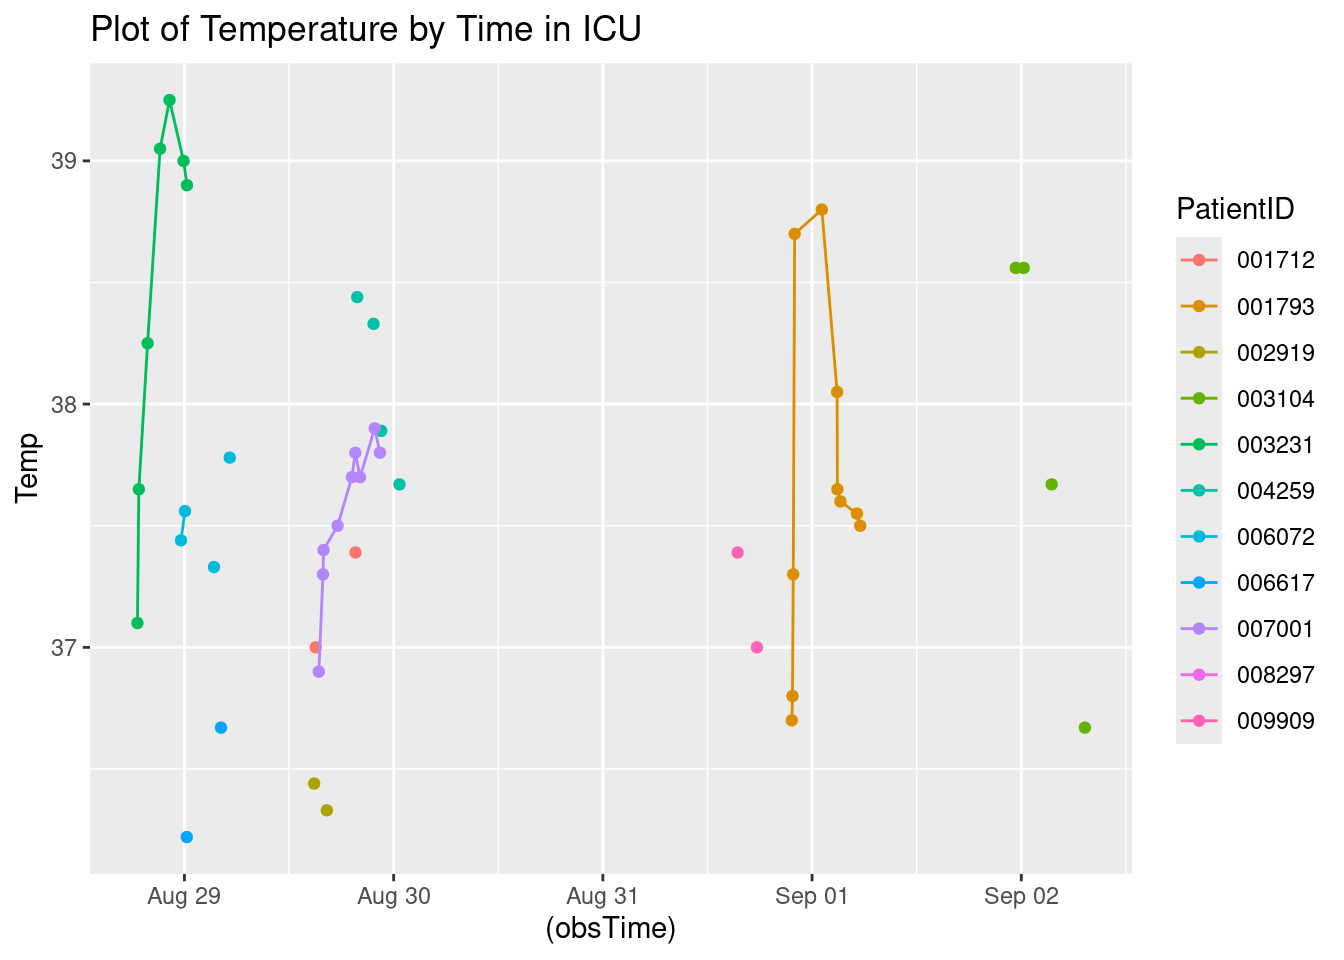 Plot of Temperature by Time in ICU
39
38
37
Temp
Aug 29
Aug 30
Aug 31
Sep 01
Sep 02
(obsTime)
PatientID
001712
001793
002919
003104
003231
004259
006072
006617
007001
008297
009909